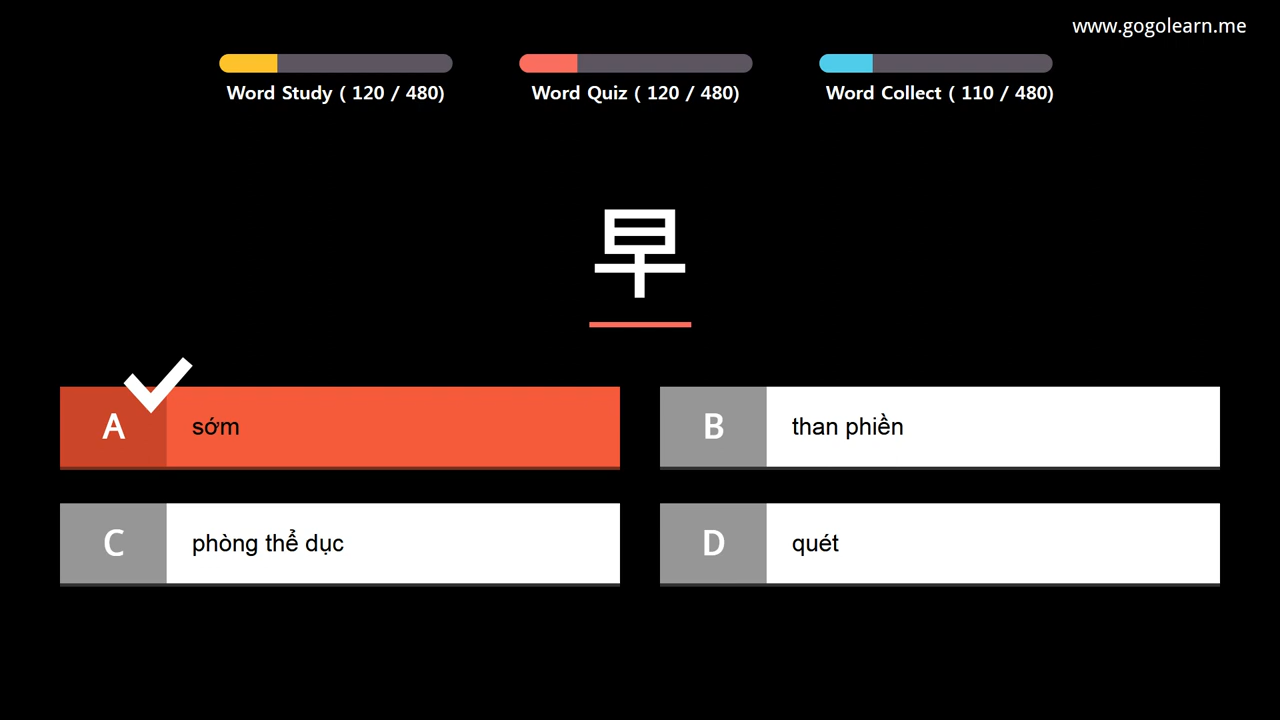 www.gogolearn.me
Word Study ( 120 / 480)
Word Quiz ( 120 / 480)
Word Collect ( 110 / 480)
早
A sớm
B than phiền
C phòng thể dục
D quét